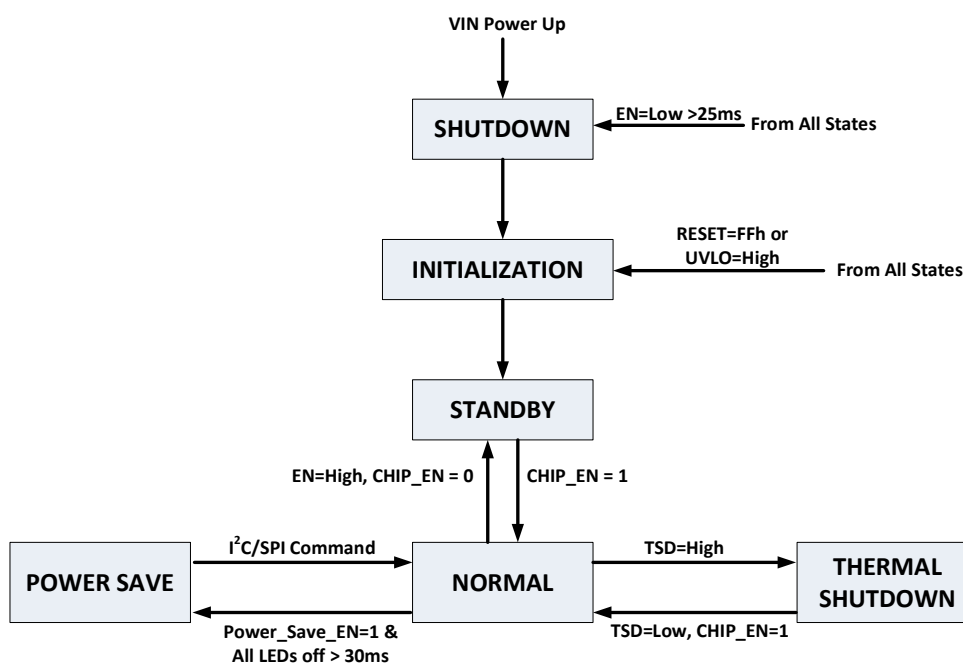 VIN Power Up
SHUTDOWN
EN=Low >25ms
From All States
RESET=FFh or
UVLO=High
INITIALIZATION
From All States
STANDBY
EN=High, CHIP_EN = 0
CHIP_EN = 1
I²C/SPI Command
TSD=High
POWER SAVE
NORMAL
THERMAL
SHUTDOWN
Power_Save_EN=1 &
All LEDs off > 30ms
TSD=Low, CHIP_EN=1